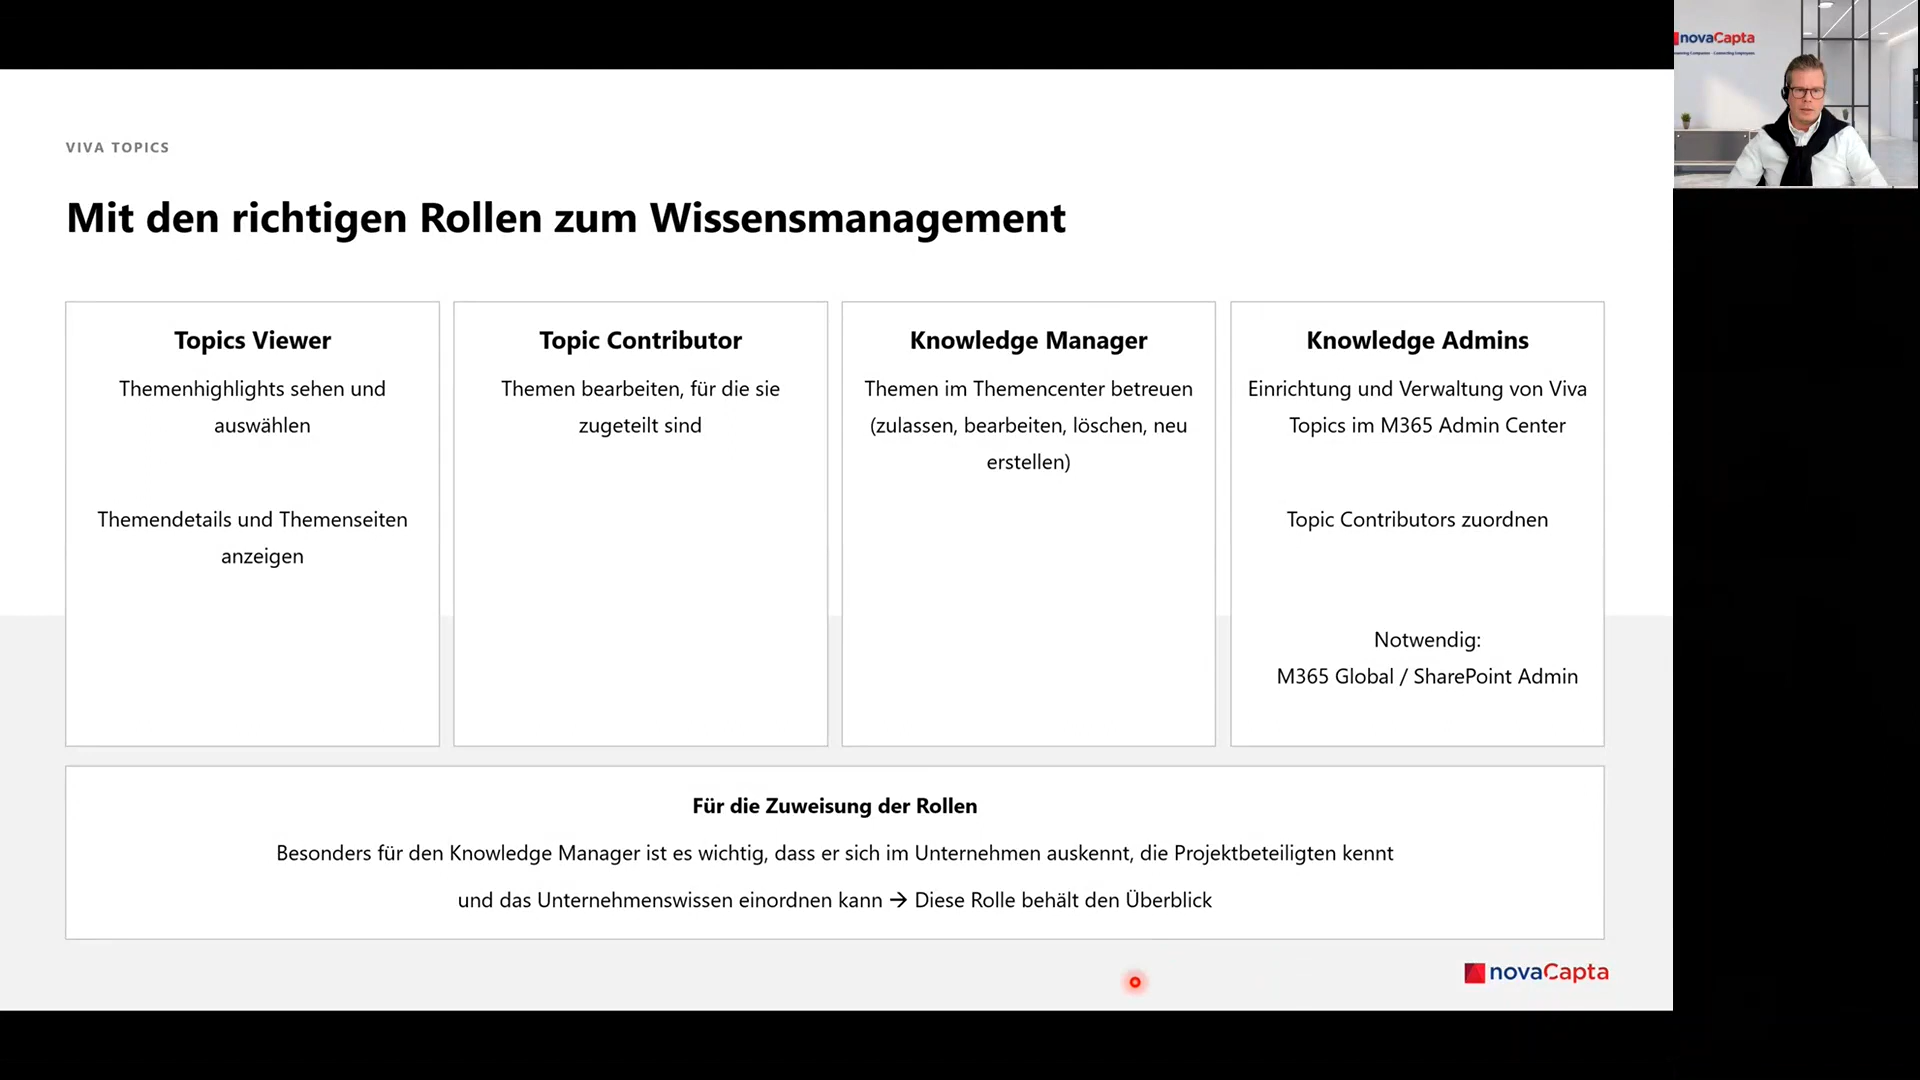 novaCapta
VIVA TOPICS
Mit den richtigen Rollen zum Wissensmanagement
Topics Viewer
Themenhighlights sehen und
auswählen
Themendetails und Themenseiten
anzeigen
Topic Contributor
Themen bearbeiten, für die sie
zugeteilt sind
Knowledge Manager
Themen im Themencenter betreuen
(zulassen, bearbeiten, löschen, neu
erstellen)
Knowledge Admins
Einrichtung und Verwaltung von Viva
Topics im M365 Admin Center
Topic Contributors zuordnen
Notwendig:
M365 Global / SharePoint Admin
Für die Zuweisung der Rollen
Besonders für den Knowledge Manager ist es wichtig, dass er sich im Unternehmen auskennt, die Projektbeteiligten kennt
und das Unternehmenswissen einordnen kann → Diese Rolle behält den Überblick
novaCapta